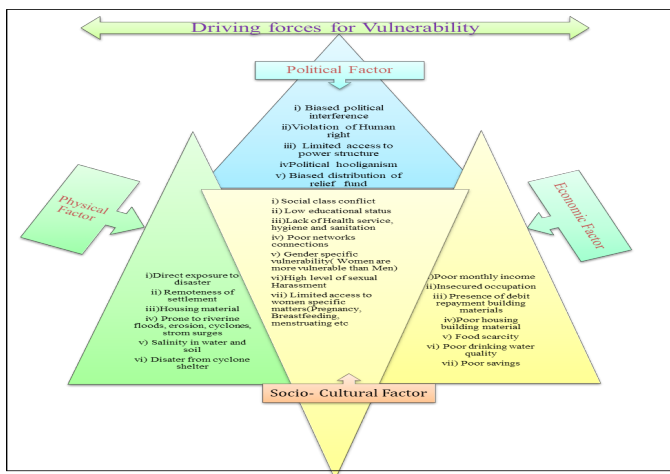 Driving forces for Vulnerability
Political Factor
i) Biased political
interference
ii)Violation of Human
right
iii) Limited access to
power structure
ivPolitical hooliganism
v) Biased distribution of
relief fund
Physical
Factor
i)Direct exposure to
disaster
ii) Remoteness of
settlement
iii)Housing material
iv) Prone to riverine
floods, erosion, cyclones,
strom surges
v) Salinity in water and
soil
vi) Disater from cyclone
shelter
i) Social class conflict
ii) Low educational status
iii)Lack of Health service,
hygiene and sanitation
iv) Poor networks
connections
v) Gender specific
vulnerability( Women are
more vulnerable than Men)
vi)High level of sexual
Harassment
vii) Limited access to
women specific
matters(Pregnancy,
Breastfeeding,
menstruating etc
Socio- Cultural Factor
Economic Factor
i)Poor monthly income
ii)Insecured occupation
iii) Presence of debit
repayment building
materials
iv)Poor housing
building material
v) Food scarcity
vi) Poor drinking water
quality
vii) Poor savings